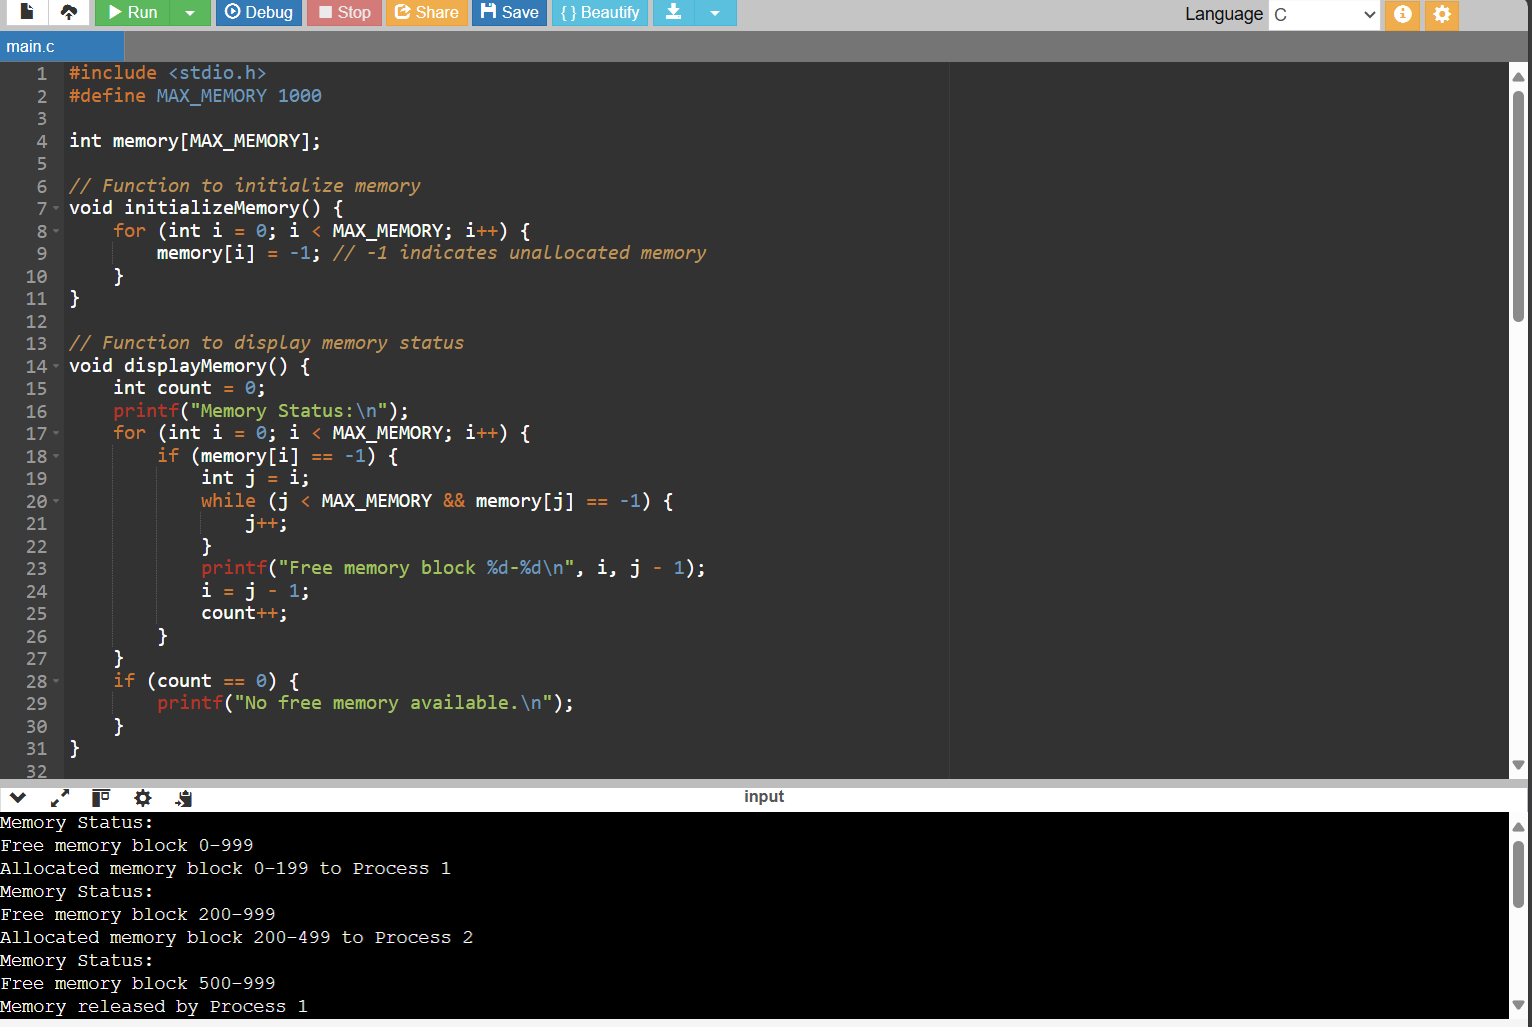 Run Debug Stop Share Save { } Beautify Language C
main.c
1 #include <stdio.h>
2 #define MAX_MEMORY 1000
3
4 int memory[MAX_MEMORY];
5
6 // Function to initialize memory
7 void initializeMemory() {
8     for (int i = 0; i < MAX_MEMORY; i++) {
9         memory[i] = -1; // -1 indicates unallocated memory
10     }
11 }
12
13 // Function to display memory status
14 void displayMemory() {
15     int count = 0;
16     printf("Memory Status:\n");
17     for (int i = 0; i < MAX_MEMORY; i++) {
18         if (memory[i] == -1) {
19             int j = i;
20             while (j < MAX_MEMORY && memory[j] == -1) {
21                 j++;
22             }
23             printf("Free memory block %d-%d\n", i, j - 1);
24             i = j - 1;
25             count++;
26         }
27     }
28     if (count == 0) {
29         printf("No free memory available.\n");
30     }
31 }
32
input
Memory Status:
Free memory block 0-999
Allocated memory block 0-199 to Process 1
Memory Status:
Free memory block 200-999
Allocated memory block 200-499 to Process 2
Memory Status:
Free memory block 500-999
Memory released by Process 1